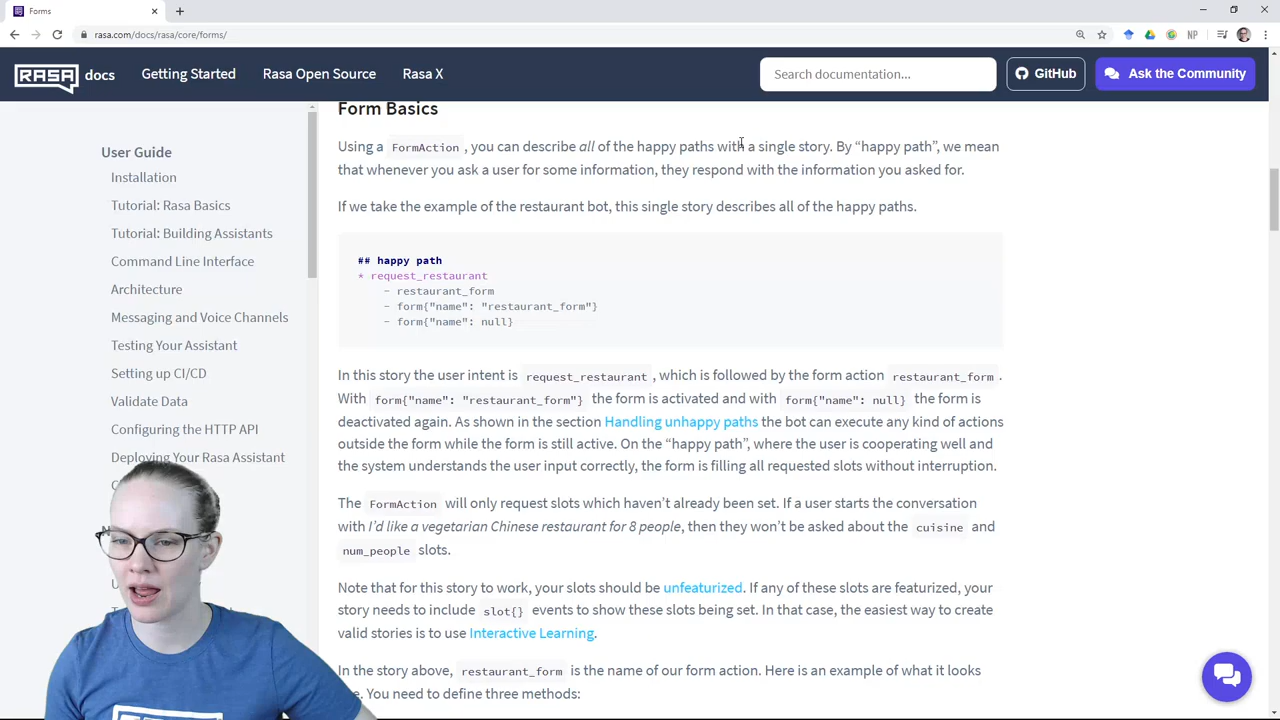 Forms
rasa.com/docs/rasa/core/forms/
NP
RASA docs
Getting Started
Rasa Open Source
Rasa X
Search documentation...
GitHub
Ask the Community
User Guide
Installation
Tutorial: Rasa Basics
Tutorial: Building Assistants
Command Line Interface
Architecture
Messaging and Voice Channels
Testing Your Assistant
Setting up CI/CD
Validate Data
Configuring the HTTP API
Deploying Your Rasa Assistant
Form Basics
Using a FormAction , you can describe all of the happy paths with a single story. By “happy path”, we mean
that whenever you ask a user for some information, they respond with the information you asked for.
If we take the example of the restaurant bot, this single story describes all of the happy paths.
## happy path
* request_restaurant
- restaurant_form
- form{"name": "restaurant_form"}
- form{"name": null}
In this story the user intent is request_restaurant , which is followed by the form action restaurant_form .
With form{"name": "restaurant_form"} the form is activated and with form{"name": null} the form is
deactivated again. As shown in the section Handling unhappy paths the bot can execute any kind of actions
outside the form while the form is still active. On the “happy path”, where the user is cooperating well and
the system understands the user input correctly, the form is filling all requested slots without interruption.
The FormAction will only request slots which haven’t already been set. If a user starts the conversation
with I’d like a vegetarian Chinese restaurant for 8 people, then they won’t be asked about the cuisine and
num_people slots.
Note that for this story to work, your slots should be unfeaturized. If any of these slots are featurized, your
story needs to include slot{} events to show these slots being set. In that case, the easiest way to create
valid stories is to use Interactive Learning.
In the story above, restaurant_form is the name of our form action. Here is an example of what it looks
. You need to define three methods: